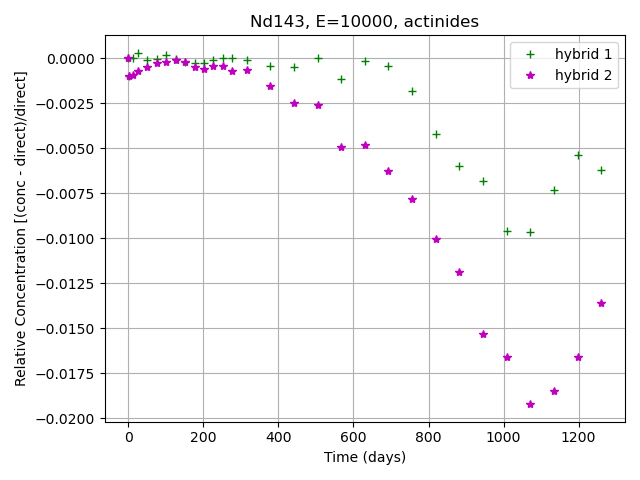 Nd143, E=10000, actinides
hybrid 1
hybrid 2
0.0000
−0.0025
−0.0050
−0.0075
−0.0100
−0.0125
−0.0150
−0.0175
−0.0200
Relative Concentration [(conc - direct)/direct]
0 200 400 600 800 1000 1200
Time (days)